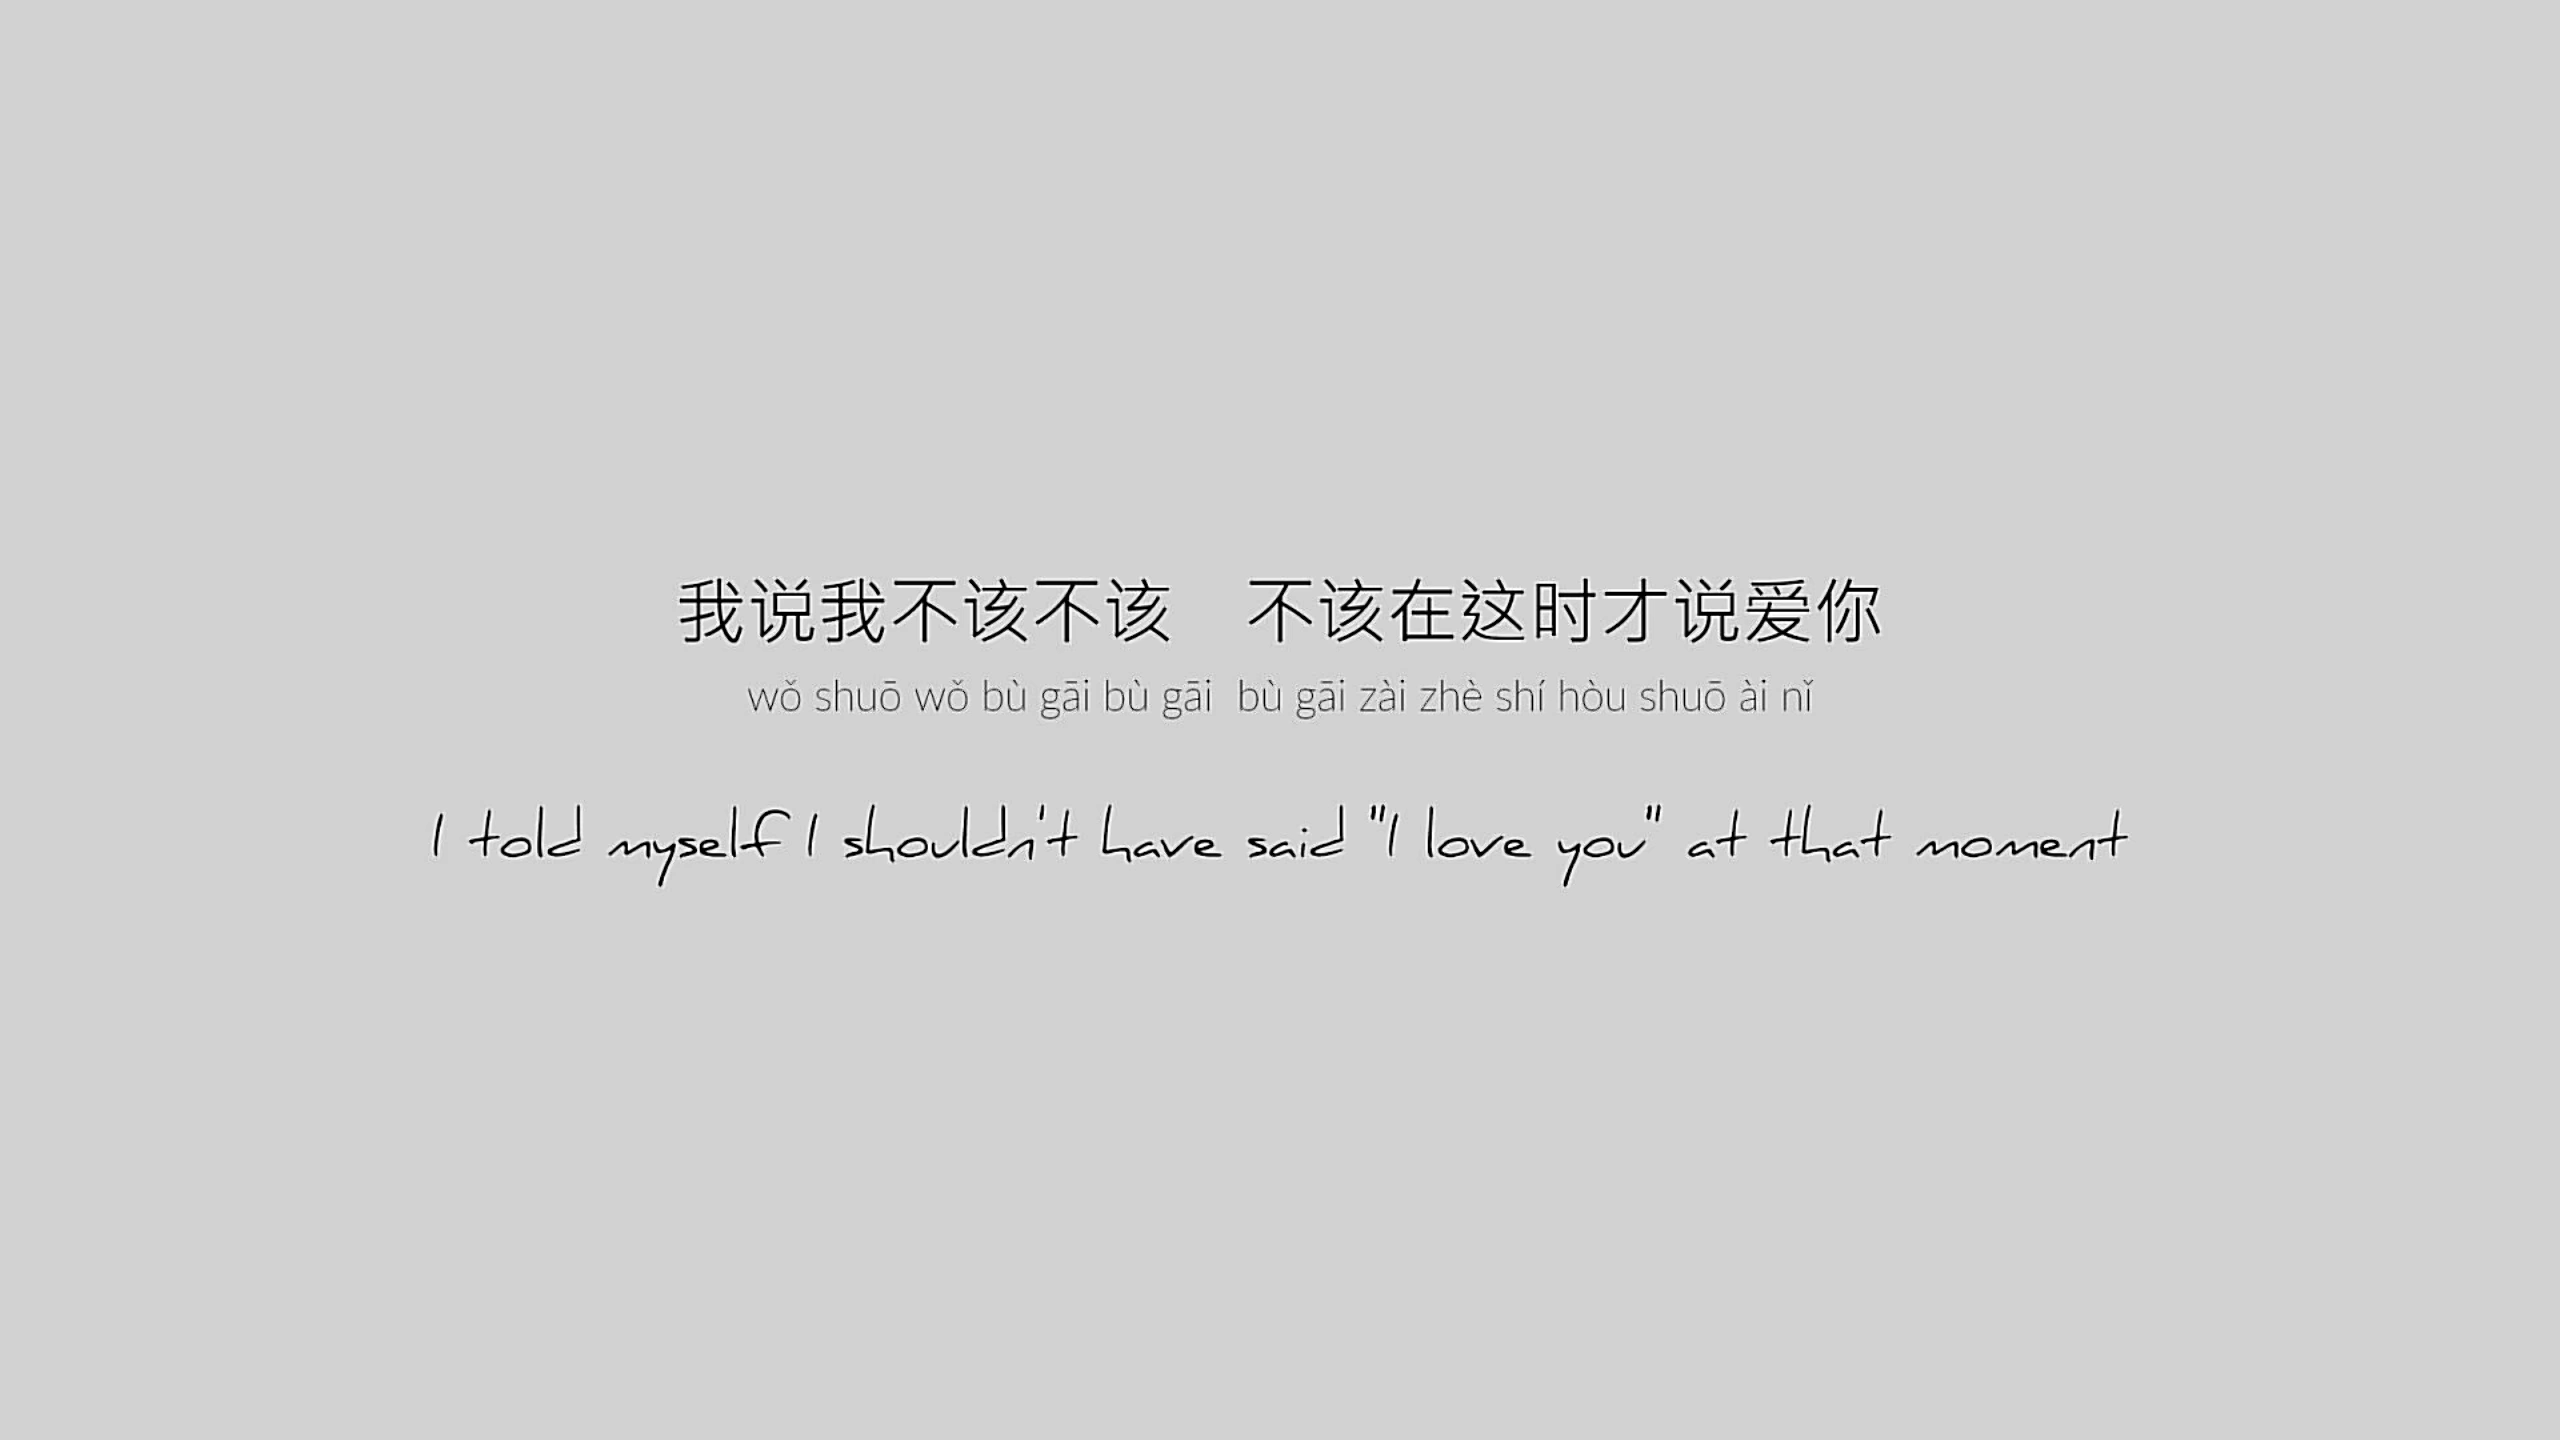 我说我不该不该　不该在这时才说爱你
wǒ shuō wǒ bù gāi bù gāi  bù gāi zài zhè shí hòu shuō ài nǐ
I told myself I shouldn't have said "I love you" at that moment